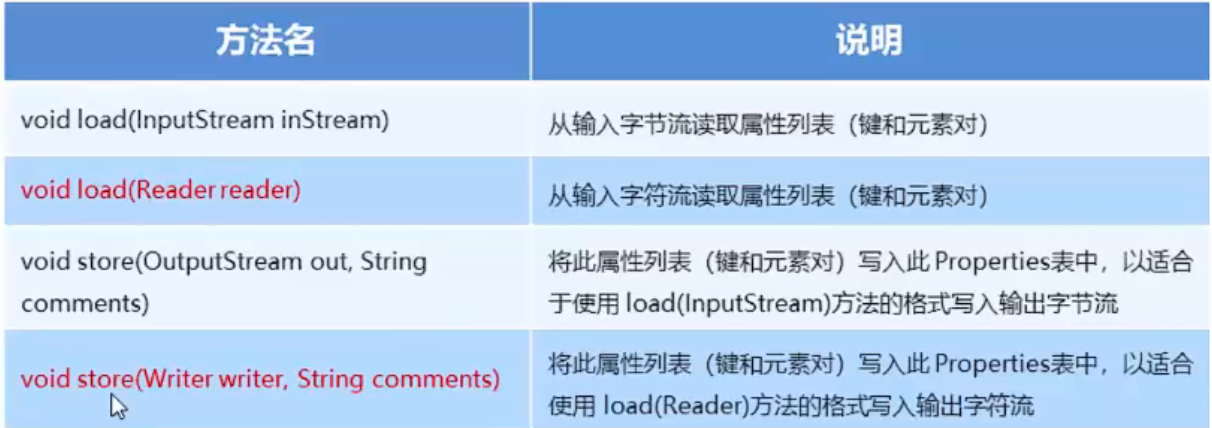 方法名 说明
void load(InputStream inStream) 从输入字节流读取属性列表（键和元素对）
void load(Reader reader) 从输入字符流读取属性列表（键和元素对）
void store(OutputStream out, String
comments)
将此属性列表（键和元素对）写入此 Properties表中，以适合
于使用 load(InputStream)方法的格式写入输出字节流
void store(Writer writer, String comments)
将此属性列表（键和元素对）写入此 Properties表中，以适合
使用 load(Reader)方法的格式写入输出字符流